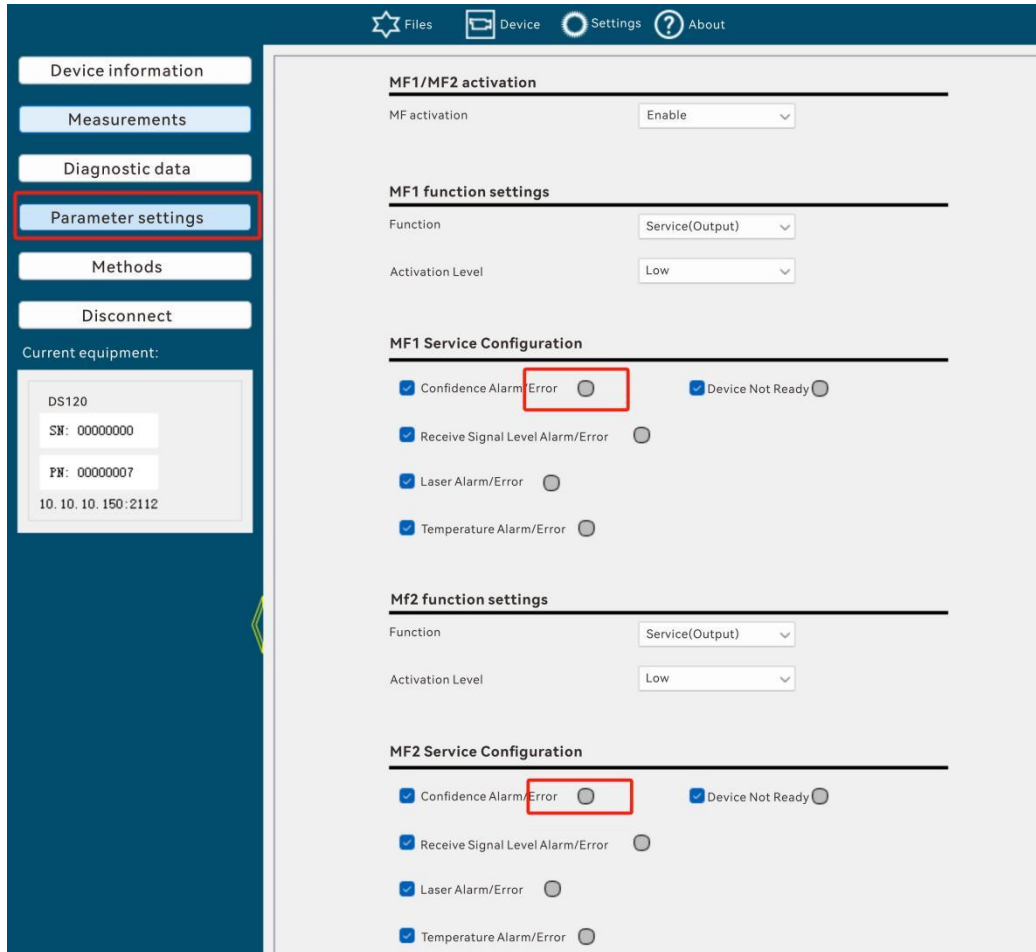 Files Device Settings About
Device information
Measurements
Diagnostic data
Parameter settings
Methods
Disconnect
Current equipment:
DS120
SN: 00000000
PN: 00000007
10.10.10.150:2112
MF1/MF2 activation
MF activation Enable
MF1 function settings
Function Service(Output)
Activation Level Low
MF1 Service Configuration
Confidence Alarm/Error Device Not Ready
Receive Signal Level Alarm/Error
Laser Alarm/Error
Temperature Alarm/Error
Mf2 function settings
Function Service(Output)
Activation Level Low
MF2 Service Configuration
Confidence Alarm/Error Device Not Ready
Receive Signal Level Alarm/Error
Laser Alarm/Error
Temperature Alarm/Error